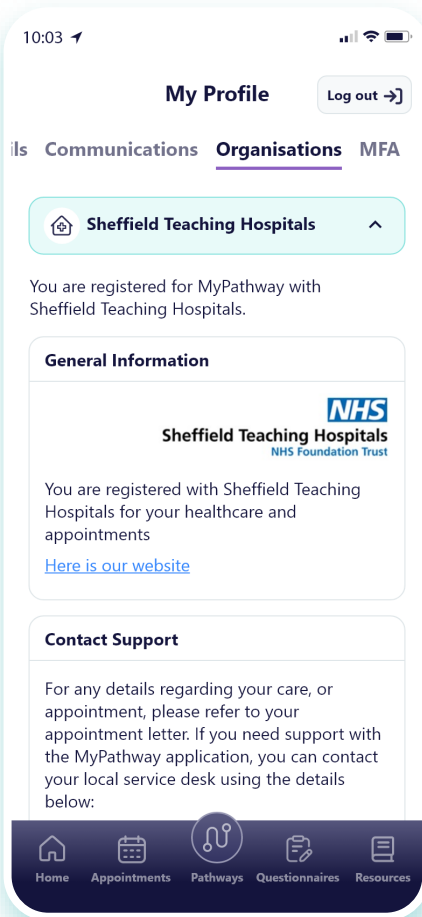 10:03
My Profile
Log out
ils Communications Organisations MFA
Sheffield Teaching Hospitals
You are registered for MyPathway with
Sheffield Teaching Hospitals.
General Information
NHS
Sheffield Teaching Hospitals
NHS Foundation Trust
You are registered with Sheffield Teaching
Hospitals for your healthcare and
appointments
Here is our website
Contact Support
For any details regarding your care, or
appointment, please refer to your
appointment letter. If you need support with
the MyPathway application, you can contact
your local service desk using the details
below:
Home Appointments Pathways Questionnaires Resources